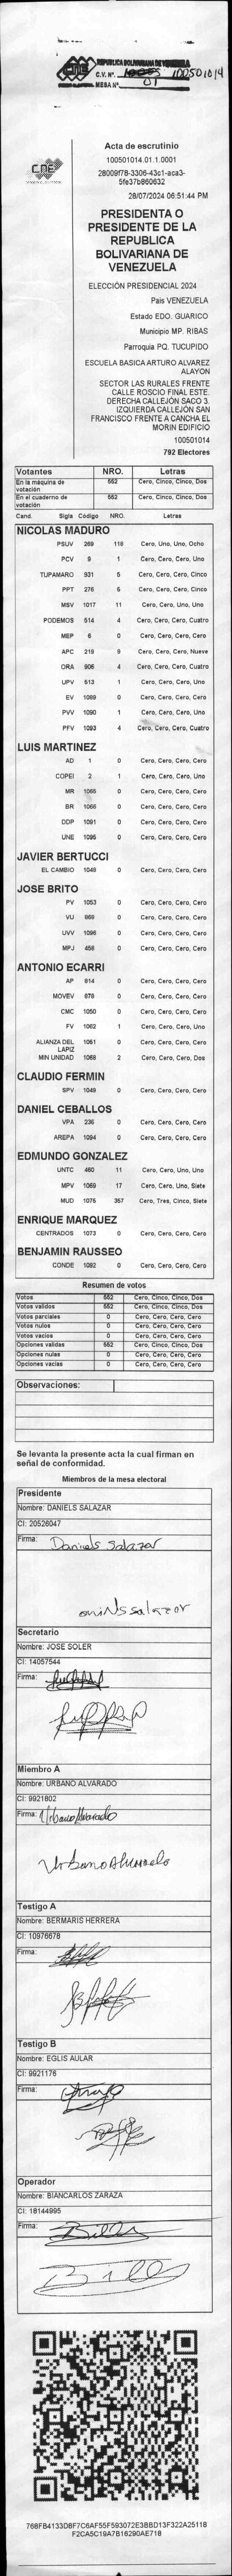 CNE
REPUBLICA BOLIVARIANA DE VENEZUELA
C.V. Nº. 100501014
MESA Nº 01
CNE
Acta de escrutinio
100501014.01.1.0001
28009f78-3306-43c1-aca3-
5fe37b860632
28/07/2024 06:51:44 PM
PRESIDENTA O
PRESIDENTE DE LA
REPUBLICA
BOLIVARIANA DE
VENEZUELA
ELECCIÓN PRESIDENCIAL 2024
Pais VENEZUELA
Estado EDO. GUARICO
Municipio MP. RIBAS
Parroquia PQ. TUCUPIDO
ESCUELA BASICA ARTURO ALVAREZ
ALAYON
SECTOR LAS RURALES FRENTE
CALLE ROSCIO FINAL ESTE.
DERECHA CALLEJÓN SACO 3.
IZQUIERDA CALLEJÓN SAN
FRANCISCO FRENTE A CANCHA EL
MORIN EDIFICIO
100501014
792 Electores
Votantes NRO. Letras
En la máquina de votación 552 Cero, Cinco, Cinco, Dos
En el cuaderno de votación 552 Cero, Cinco, Cinco, Dos
Cand. Sigla Código NRO. Letras
NICOLAS MADURO
PSUV 269 118 Cero, Uno, Uno, Ocho
PCV 9 1 Cero, Cero, Cero, Uno
TUPAMARO 931 5 Cero, Cero, Cero, Cinco
PPT 276 5 Cero, Cero, Cero, Cinco
MSV 1017 11 Cero, Cero, Uno, Uno
PODEMOS 514 4 Cero, Cero, Cero, Cuatro
MEP 6 0 Cero, Cero, Cero, Cero
APC 219 9 Cero, Cero, Cero, Nueve
ORA 906 4 Cero, Cero, Cero, Cuatro
UPV 513 1 Cero, Cero, Cero, Uno
EV 1089 0 Cero, Cero, Cero, Cero
PVV 1090 1 Cero, Cero, Cero, Uno
PFV 1093 4 Cero, Cero, Cero, Cuatro
LUIS MARTINEZ
AD 1 0 Cero, Cero, Cero, Cero
COPEI 2 1 Cero, Cero, Cero, Uno
MR 1065 0 Cero, Cero, Cero, Cero
BR 1066 0 Cero, Cero, Cero, Cero
DDP 1091 0 Cero, Cero, Cero, Cero
UNE 1095 0 Cero, Cero, Cero, Cero
JAVIER BERTUCCI
EL CAMBIO 1048 0 Cero, Cero, Cero, Cero
JOSE BRITO
PV 1053 0 Cero, Cero, Cero, Cero
VU 868 0 Cero, Cero, Cero, Cero
UVV 1096 0 Cero, Cero, Cero, Cero
MPJ 458 0 Cero, Cero, Cero, Cero
ANTONIO ECARRI
AP 914 0 Cero, Cero, Cero, Cero
MOVEV 879 0 Cero, Cero, Cero, Cero
CMC 1050 0 Cero, Cero, Cero, Cero
FV 1062 1 Cero, Cero, Cero, Uno
ALIANZA DEL LAPIZ 1051 0 Cero, Cero, Cero, Cero
MIN UNIDAD 1068 2 Cero, Cero, Cero, Dos
CLAUDIO FERMIN
SPV 1049 0 Cero, Cero, Cero, Cero
DANIEL CEBALLOS
VPA 236 0 Cero, Cero, Cero, Cero
AREPA 1094 0 Cero, Cero, Cero, Cero
EDMUNDO GONZALEZ
UNTC 460 11 Cero, Cero, Uno, Uno
MPV 1069 17 Cero, Cero, Uno, Siete
MUD 1075 357 Cero, Tres, Cinco, Siete
ENRIQUE MARQUEZ
CENTRADOS 1073 0 Cero, Cero, Cero, Cero
BENJAMIN RAUSSEO
CONDE 1092 0 Cero, Cero, Cero, Cero
Resumen de votos
Votos 552 Cero, Cinco, Cinco, Dos
Votos validos 552 Cero, Cinco, Cinco, Dos
Votos parciales 0 Cero, Cero, Cero, Cero
Votos nulos 0 Cero, Cero, Cero, Cero
Votos vacios 0 Cero, Cero, Cero, Cero
Opciones validas 552 Cero, Cinco, Cinco, Dos
Opciones nulas 0 Cero, Cero, Cero, Cero
Opciones vacias 0 Cero, Cero, Cero, Cero
Observaciones:
Se levanta la presente acta la cual firman en
señal de conformidad.
Miembros de la mesa electoral
Presidente
Nombre: DANIELS SALAZAR
CI: 20526047
Firma: Daniels Salazar
Secretario
Nombre: JOSE SOLER
CI: 14057544
Firma:
Miembro A
Nombre: URBANO ALVARADO
CI: 9921802
Firma: Urbano Alvarado
Urbano Alvarado
Testigo A
Nombre: BERMARIS HERRERA
CI: 10976678
Firma:
Testigo B
Nombre: EGLIS AULAR
CI: 9921176
Firma:
Operador
Nombre: BIANCARLOS ZARAZA
CI: 18144995
Firma:
768FB4133D8F7C6AF55F593072E3BBD13F322A25118
F2CA5C19A7B16290AE718